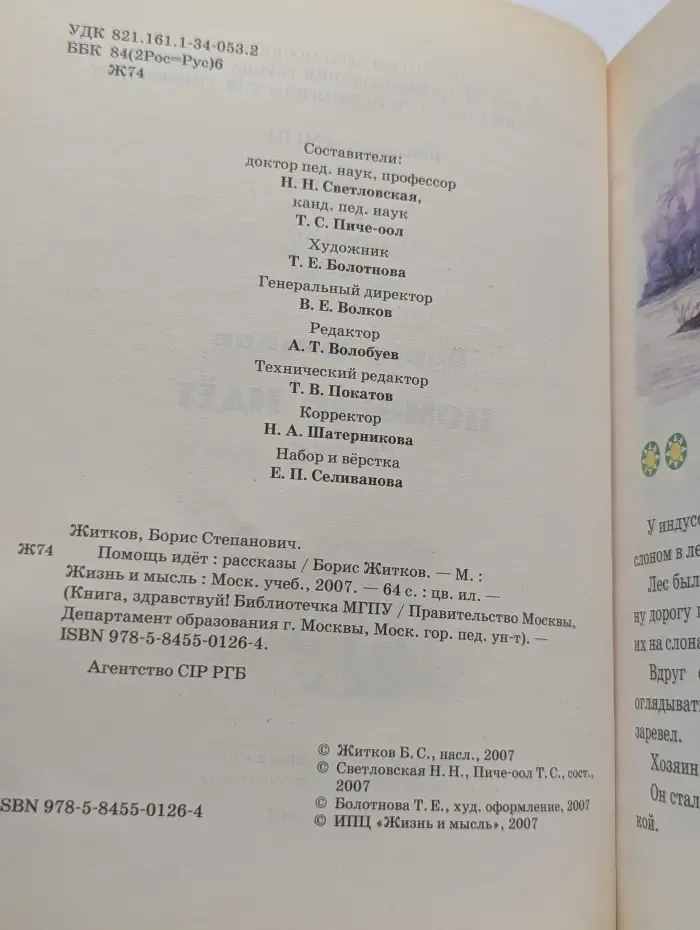 УДК 821.161.1-34-053.2
ББК 84(2Рос=Рус)6
Ж74
Составители:
доктор пед. наук, профессор
Н. Н. Светловская,
канд. пед. наук
Т. С. Пиче-оол
Художник
Т. Е. Болотнова
Генеральный директор
В. Е. Волков
Редактор
А. Т. Волобуев
Технический редактор
Т. В. Покатов
Корректор
Н. А. Шатерникова
Набор и вёрстка
Е. П. Селиванова
Житков, Борис Степанович.
Ж74 Помощь идёт : рассказы / Борис Житков. — М. :
Жизнь и мысль : Моск. учеб., 2007. — 64 с. : цв. ил. —
(Книга, здравствуй! Библиотечка МГПУ / Правительство Москвы,
Департамент образования г. Москвы, Моск. гор. пед. ун-т). —
ISBN 978-5-8455-0126-4.
Агентство CIP РГБ
© Житков Б. С., насл., 2007
© Светловская Н. Н., Пиче-оол Т. С., сост.,
2007
© Болотнова Т. Е., худ. оформление, 2007
© ИПЦ «Жизнь и мысль», 2007
ISBN 978-5-8455-0126-4
У индусс
слоном в ле
Лес был
ну дорогу
их на слона
Вдруг
оглядыват
заревел.
Хозяин
Он стал
кой.